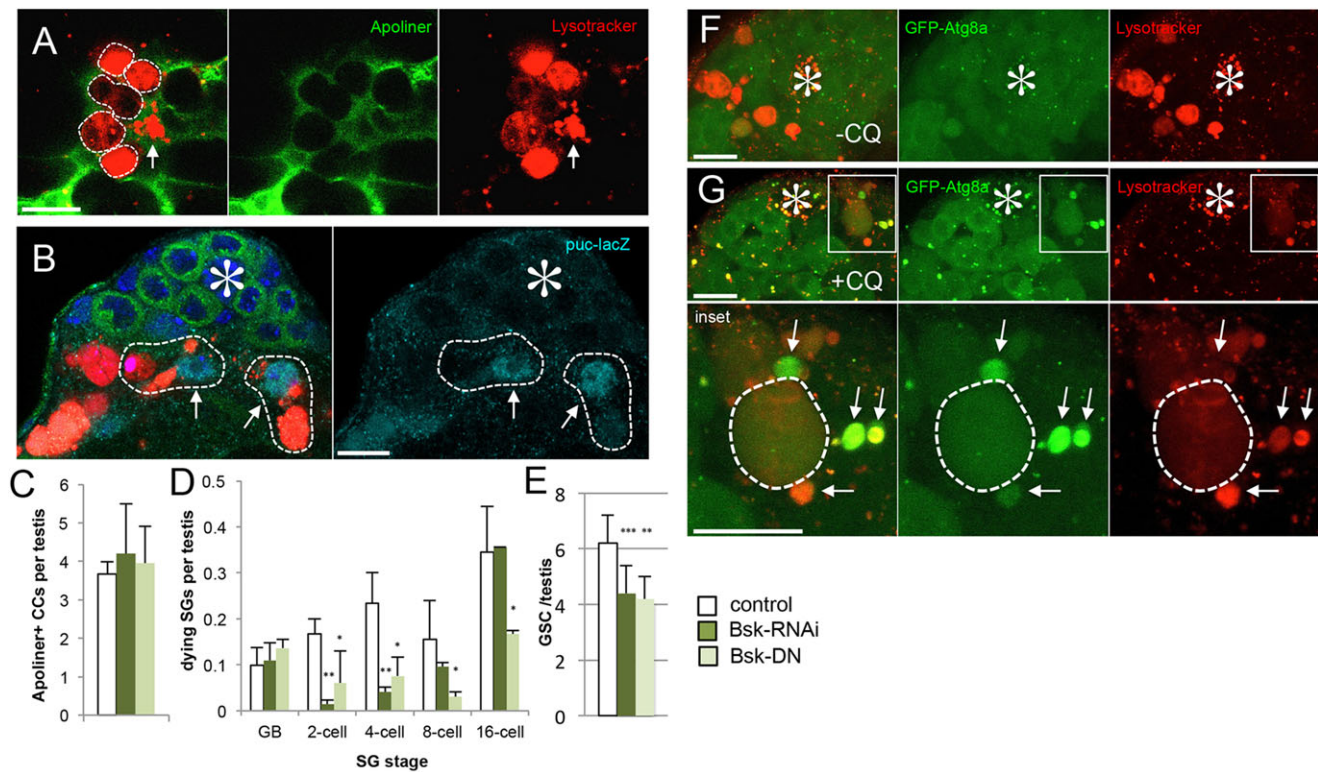 A
Apoliner
Lysotracker
B
puc-lacZ
C
Apoliner+ CCs per testis
6
5
4
3
2
1
0
D
dying SGs per testis
0.5
0.4
0.3
0.2
0.1
0
** *
** *
*
*
GB 2-cell 4-cell 8-cell 16-cell
SG stage
E
GSC /testis
8
6
4
2
0
*** **
F
GFP-Atg8a
Lysotracker
-CQ
G
GFP-Atg8a
Lysotracker
+CQ
inset
control
Bsk-RNAi
Bsk-DN